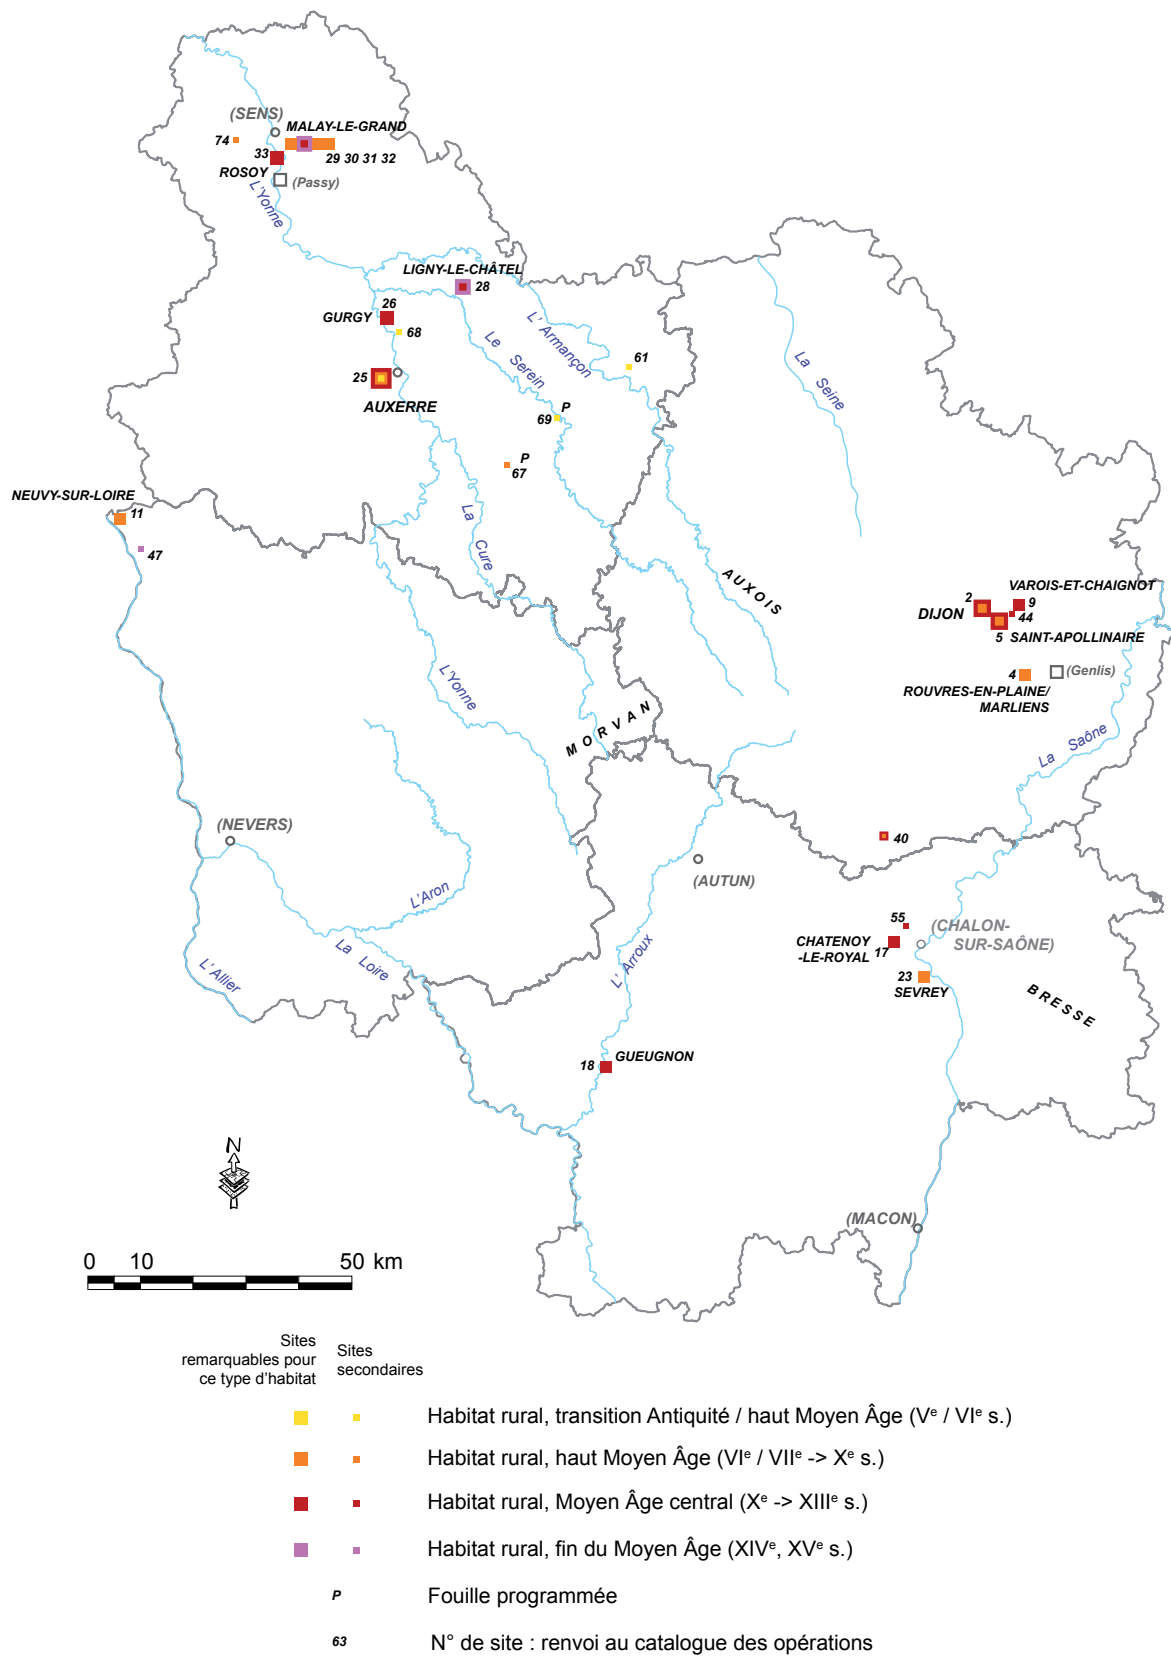 (SENS)
MALAY-LE-GRAND
74
33
29 30 31 32
ROSOY
(Passy)
L'Yonne
LIGNY-LE-CHÂTEL
28
26
GURGY
68
L' Armançon
Le Serein
61
La Seine
25
AUXERRE
P
69
P
67
NEUVY-SUR-LOIRE
11
47
La Cure
AUXOIS
VAROIS-ET-CHAIGNOT
2
9
DIJON
44
5 SAINT-APOLLINAIRE
4
(Genlis)
ROUVRES-EN-PLAINE/
MARLIENS
L'Yonne
MORVAN
La Saône
(NEVERS)
40
(AUTUN)
L'Aron
55
(CHALON-
SUR-SAÔNE)
CHATENOY
-LE-ROYAL
17
La Loire
L' Arroux
L' Allier
23
SEVREY
BRESSE
GUEUGNON
18
N
(MACON)
0 10 50 km
Sites
remarquables pour
ce type d'habitat
Sites
secondaires
Habitat rural, transition Antiquité / haut Moyen Âge (Ve / VIe s.)
Habitat rural, haut Moyen Âge (VIe / VIIe -> Xe s.)
Habitat rural, Moyen Âge central (Xe -> XIIIe s.)
Habitat rural, fin du Moyen Âge (XIVe, XVe s.)
P Fouille programmée
63 N° de site : renvoi au catalogue des opérations